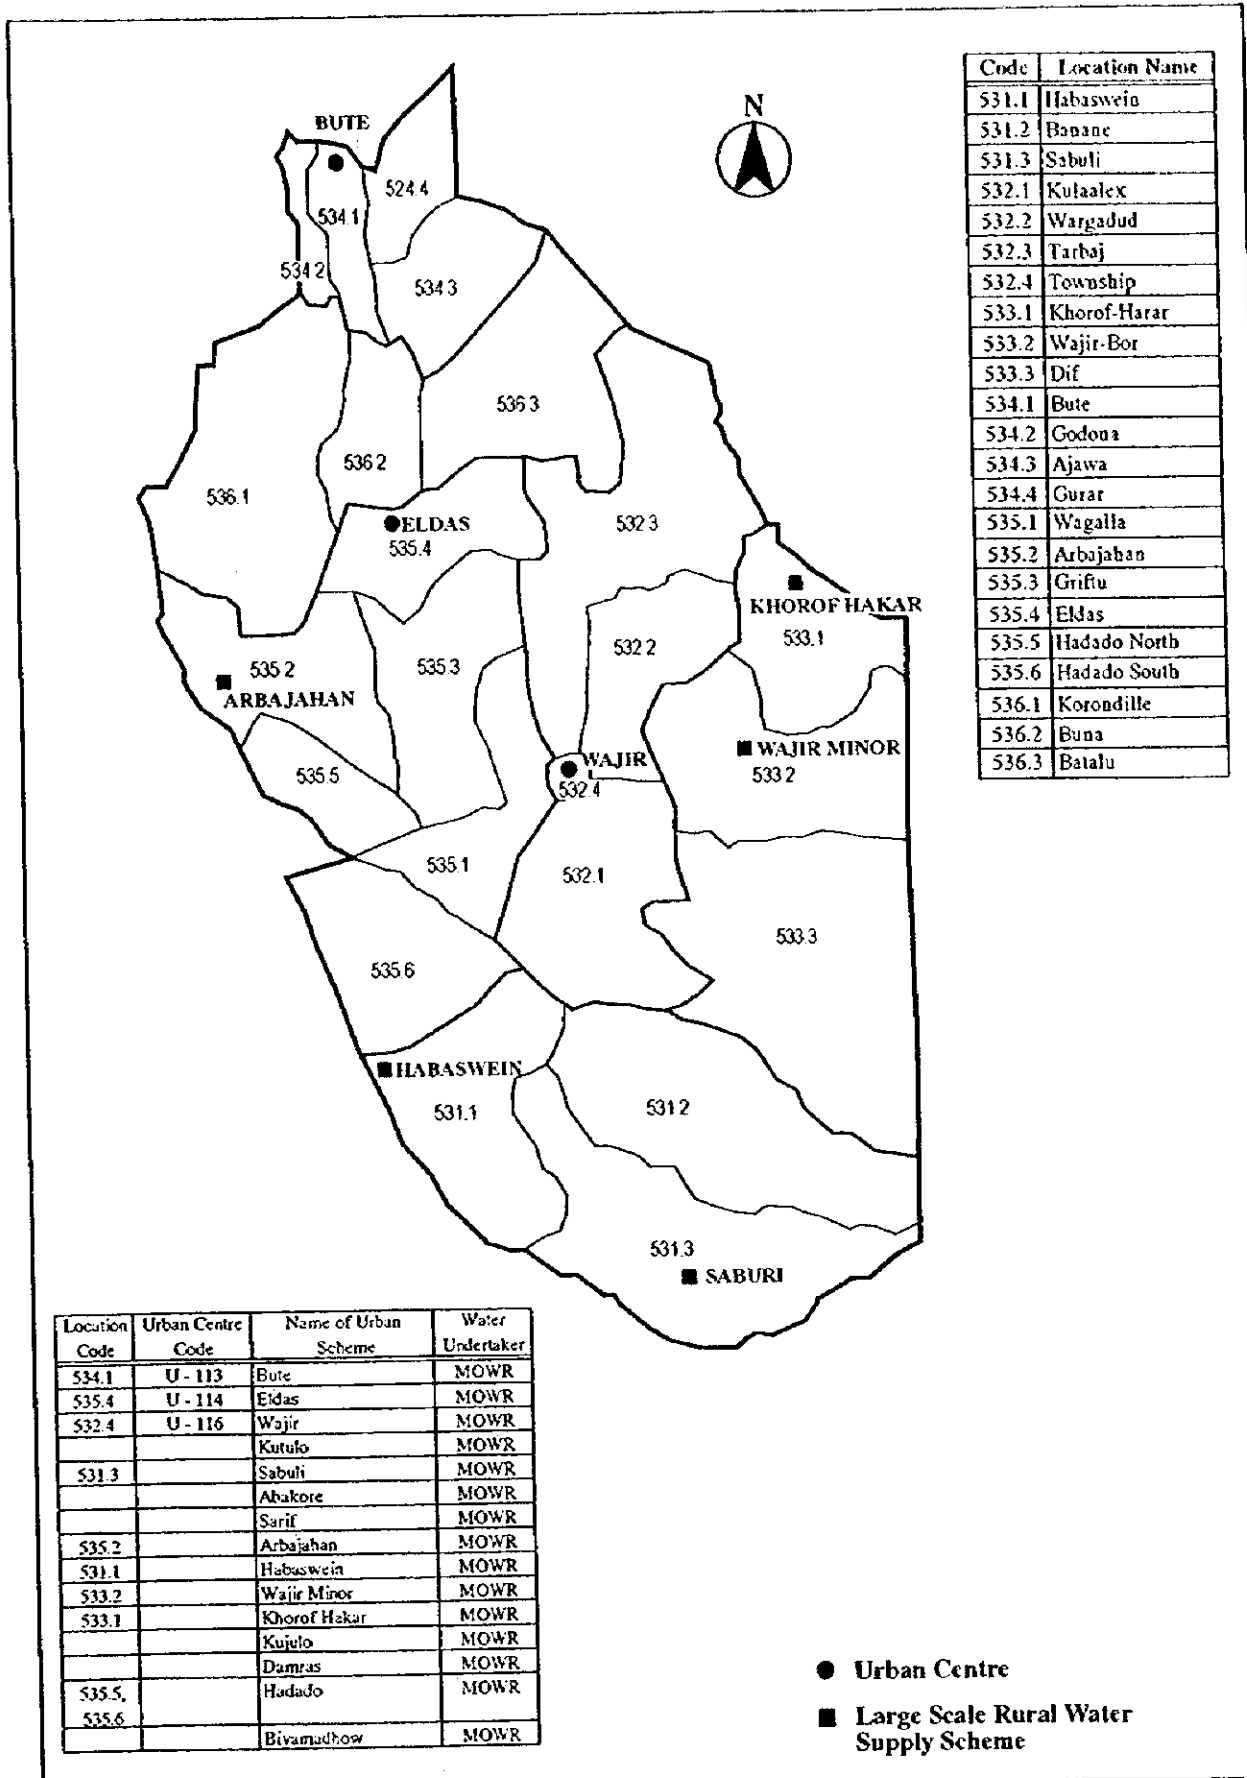 Code Location Name
531.1 Habaswein
531.2 Banane
531.3 Sabuli
532.1 Kulaalex
532.2 Wargadud
532.3 Tarbaj
532.4 Township
533.1 Khorof-Harar
533.2 Wajir-Bor
533.3 Dif
534.1 Bute
534.2 Godona
534.3 Ajawa
534.4 Gurar
535.1 Wagalla
535.2 Arbajahan
535.3 Griftu
535.4 Eldas
535.5 Hadado North
535.6 Hadado South
536.1 Korondille
536.2 Buna
536.3 Batalu
N
BUTE
524.4
534.1
534.2
534.3
536.3
536.2
536.1
ELDAS
535.4
532.3
KHOROF HAKAR
533.1
532.2
535.3
535.2
ARBAJAHAN
WAJIR MINOR
533.2
WAJIR
532.4
535.5
535.1
532.1
533.3
535.6
HABASWEIN
531.1
531.2
531.3
SABURI
Location Urban Centre Name of Urban Water
Code Code Scheme Undertaker
534.1 U - 113 Bute MOWR
535.4 U - 114 Eldas MOWR
532.4 U - 116 Wajir MOWR
Kutulo MOWR
531.3 Sabuli MOWR
Abakore MOWR
Sarif MOWR
535.2 Arbajahan MOWR
531.1 Habaswein MOWR
533.2 Wajir Minor MOWR
533.1 Khorof Hakar MOWR
Kujulo MOWR
Damras MOWR
535.5, Hadado MOWR
535.6
Bivamadhow MOWR
Urban Centre
Large Scale Rural Water
Supply Scheme